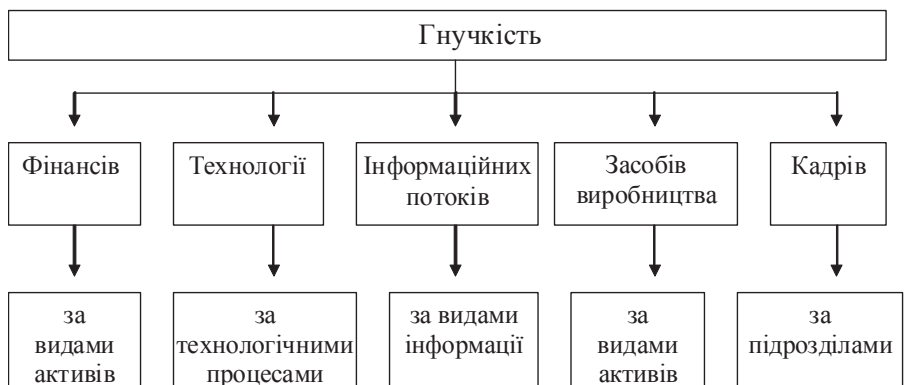 Гнучкість
Фінансів
Технології
Інформаційних
потоків
Засобів
виробництва
Кадрів
за
видами
активів
за
технологічними
процесами
за видами
інформації
за
видами
активів
за
підрозділами